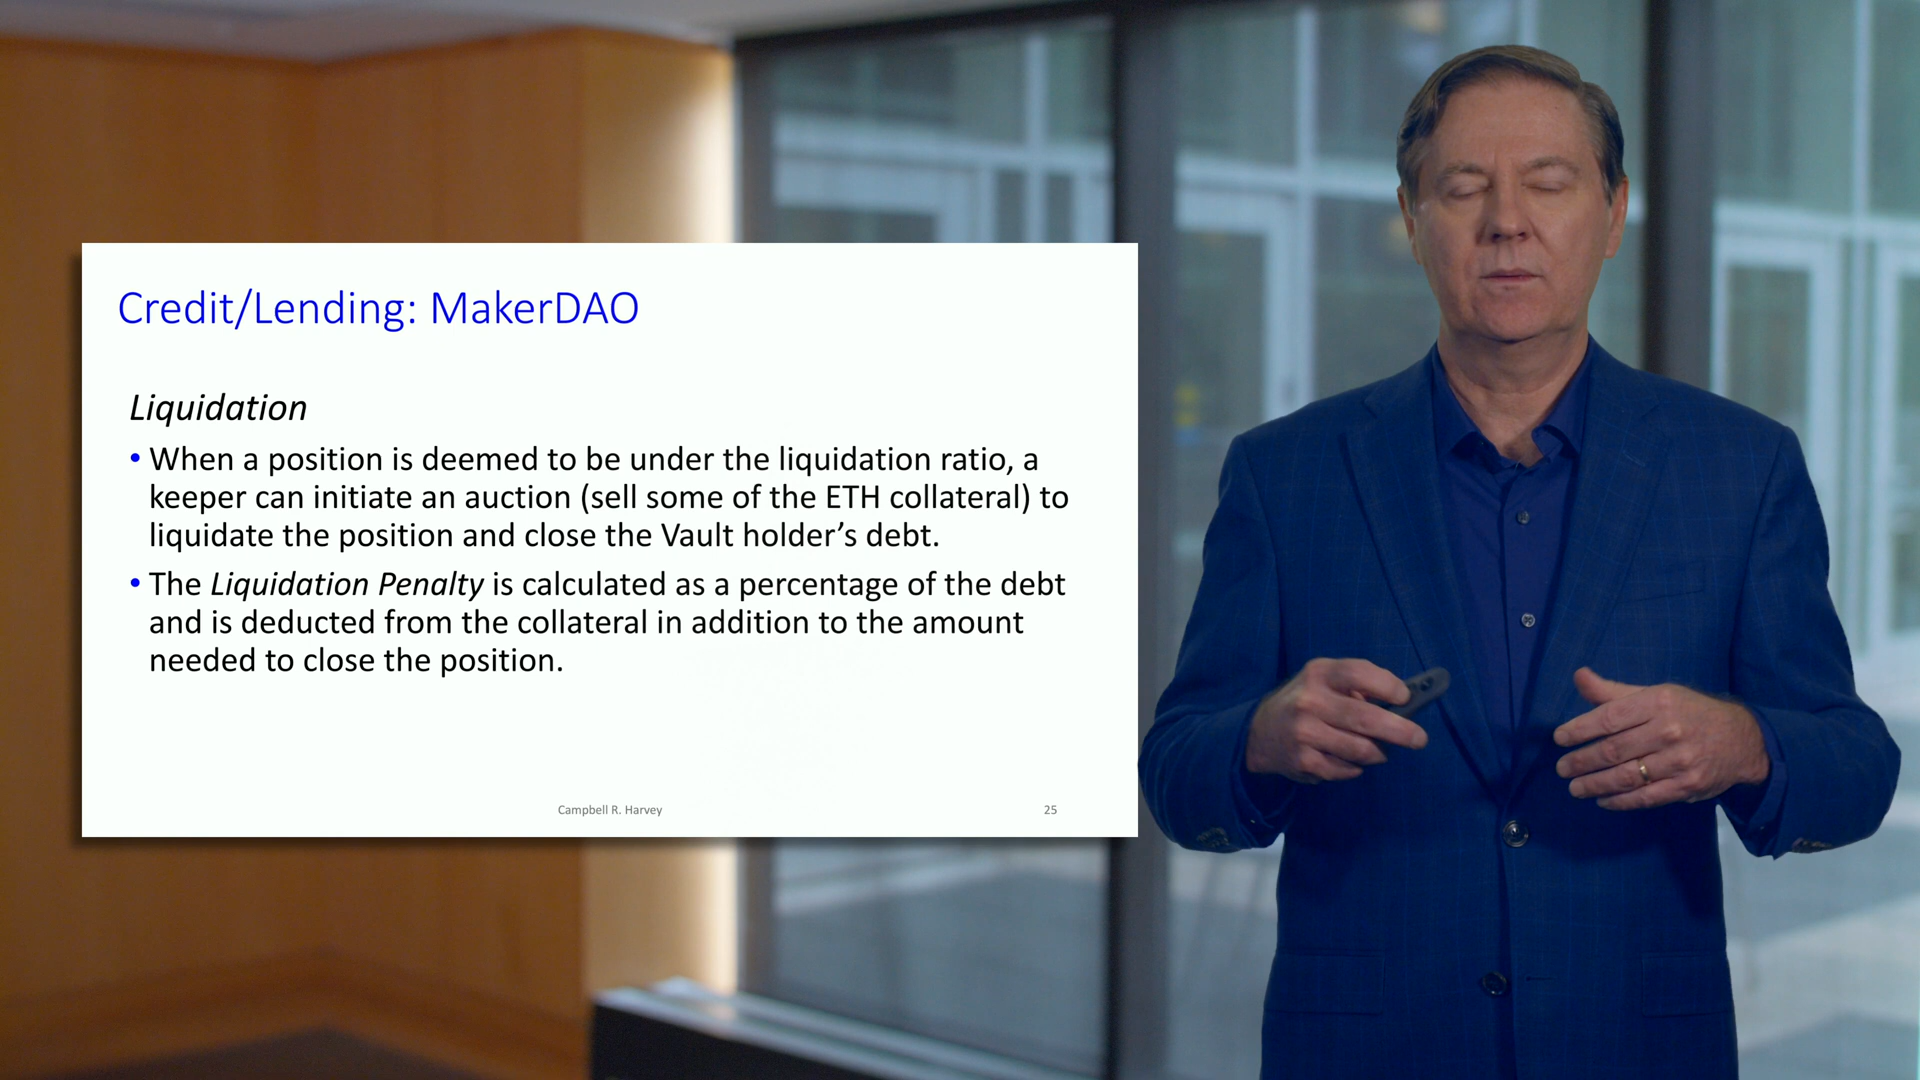 Credit/Lending: MakerDAO
Liquidation
• When a position is deemed to be under the liquidation ratio, a
keeper can initiate an auction (sell some of the ETH collateral) to
liquidate the position and close the Vault holder’s debt.
• The Liquidation Penalty is calculated as a percentage of the debt
and is deducted from the collateral in addition to the amount
needed to close the position.
Campbell R. Harvey
25